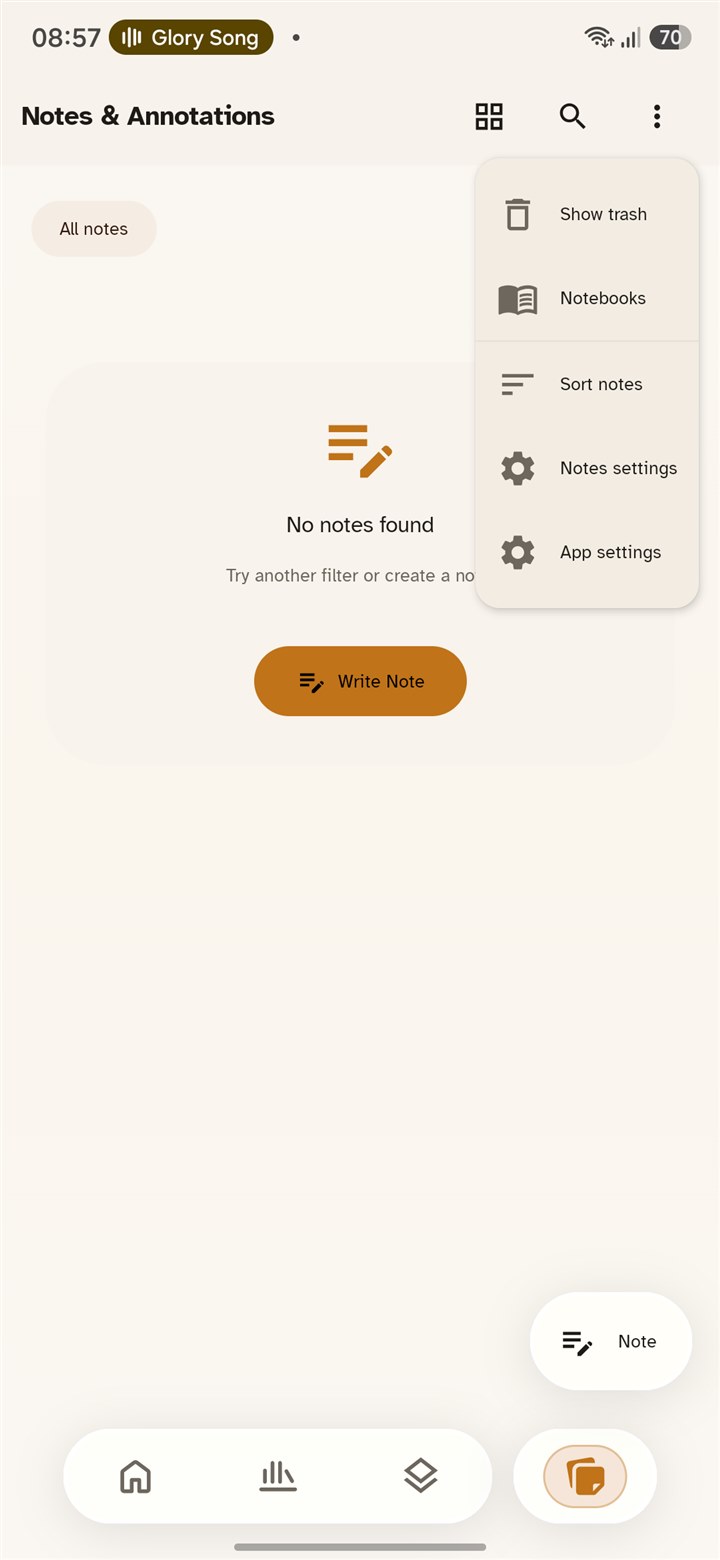 08:57 Glory Song 70
Notes & Annotations
Show trash
All notes
Notebooks
Sort notes
Notes settings
No notes found
App settings
Try another filter or create a no
Write Note
Note